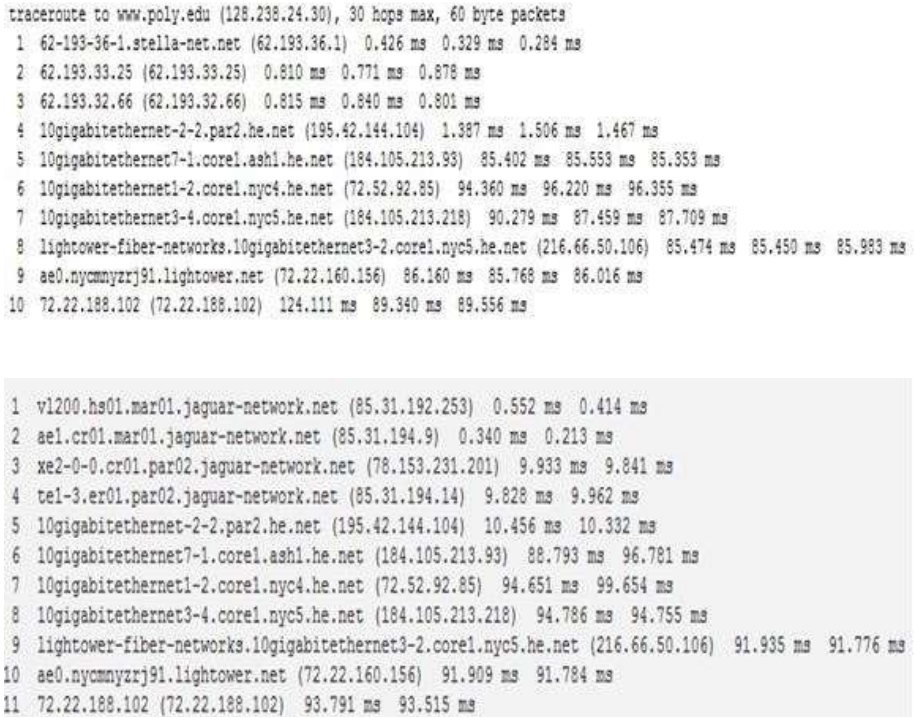 traceroute to www.poly.edu (128.238.24.30), 30 hops max, 60 byte packets
1 62-193-36-1.stella-net.net (62.193.36.1) 0.426 ms 0.329 ms 0.284 ms
2 62.193.33.25 (62.193.33.25) 0.810 ms 0.771 ms 0.878 ms
3 62.193.32.66 (62.193.32.66) 0.815 ms 0.840 ms 0.801 ms
4 10gigabitethernet-2-2.par2.he.net (195.42.144.104) 1.387 ms 1.506 ms 1.467 ms
5 10gigabitethernet7-1.core1.ash1.he.net (184.105.213.93) 85.402 ms 85.553 ms 85.353 ms
6 10gigabitethernet1-2.core1.nyc4.he.net (72.52.92.85) 94.360 ms 96.220 ms 96.355 ms
7 10gigabitethernet3-4.core1.nyc5.he.net (184.105.213.218) 90.279 ms 87.459 ms 87.709 ms
8 lightower-fiber-networks.10gigabitethernet3-2.core1.nyc5.he.net (216.66.50.106) 85.474 ms 85.450 ms 85.983 ms
9 ae0.nycmnyzrj91.lightower.net (72.22.160.156) 86.160 ms 85.768 ms 86.016 ms
10 72.22.188.102 (72.22.188.102) 124.111 ms 89.340 ms 89.556 ms
1 vl200.hs01.mar01.jaguar-network.net (85.31.192.253) 0.552 ms 0.414 ms
2 ae1.cr01.mar01.jaguar-network.net (85.31.194.9) 0.340 ms 0.213 ms
3 xe2-0-0.cr01.par02.jaguar-network.net (78.153.231.201) 9.933 ms 9.841 ms
4 te1-3.er01.par02.jaguar-network.net (85.31.194.14) 9.828 ms 9.962 ms
5 10gigabitethernet-2-2.par2.he.net (195.42.144.104) 10.456 ms 10.332 ms
6 10gigabitethernet7-1.core1.ash1.he.net (184.105.213.93) 88.793 ms 96.781 ms
7 10gigabitethernet1-2.core1.nyc4.he.net (72.52.92.85) 94.651 ms 99.654 ms
8 10gigabitethernet3-4.core1.nyc5.he.net (184.105.213.218) 94.786 ms 94.755 ms
9 lightower-fiber-networks.10gigabitethernet3-2.core1.nyc5.he.net (216.66.50.106) 91.935 ms 91.776 ms
10 ae0.nycmnyzrj91.lightower.net (72.22.160.156) 91.909 ms 91.784 ms
11 72.22.188.102 (72.22.188.102) 93.791 ms 93.515 ms